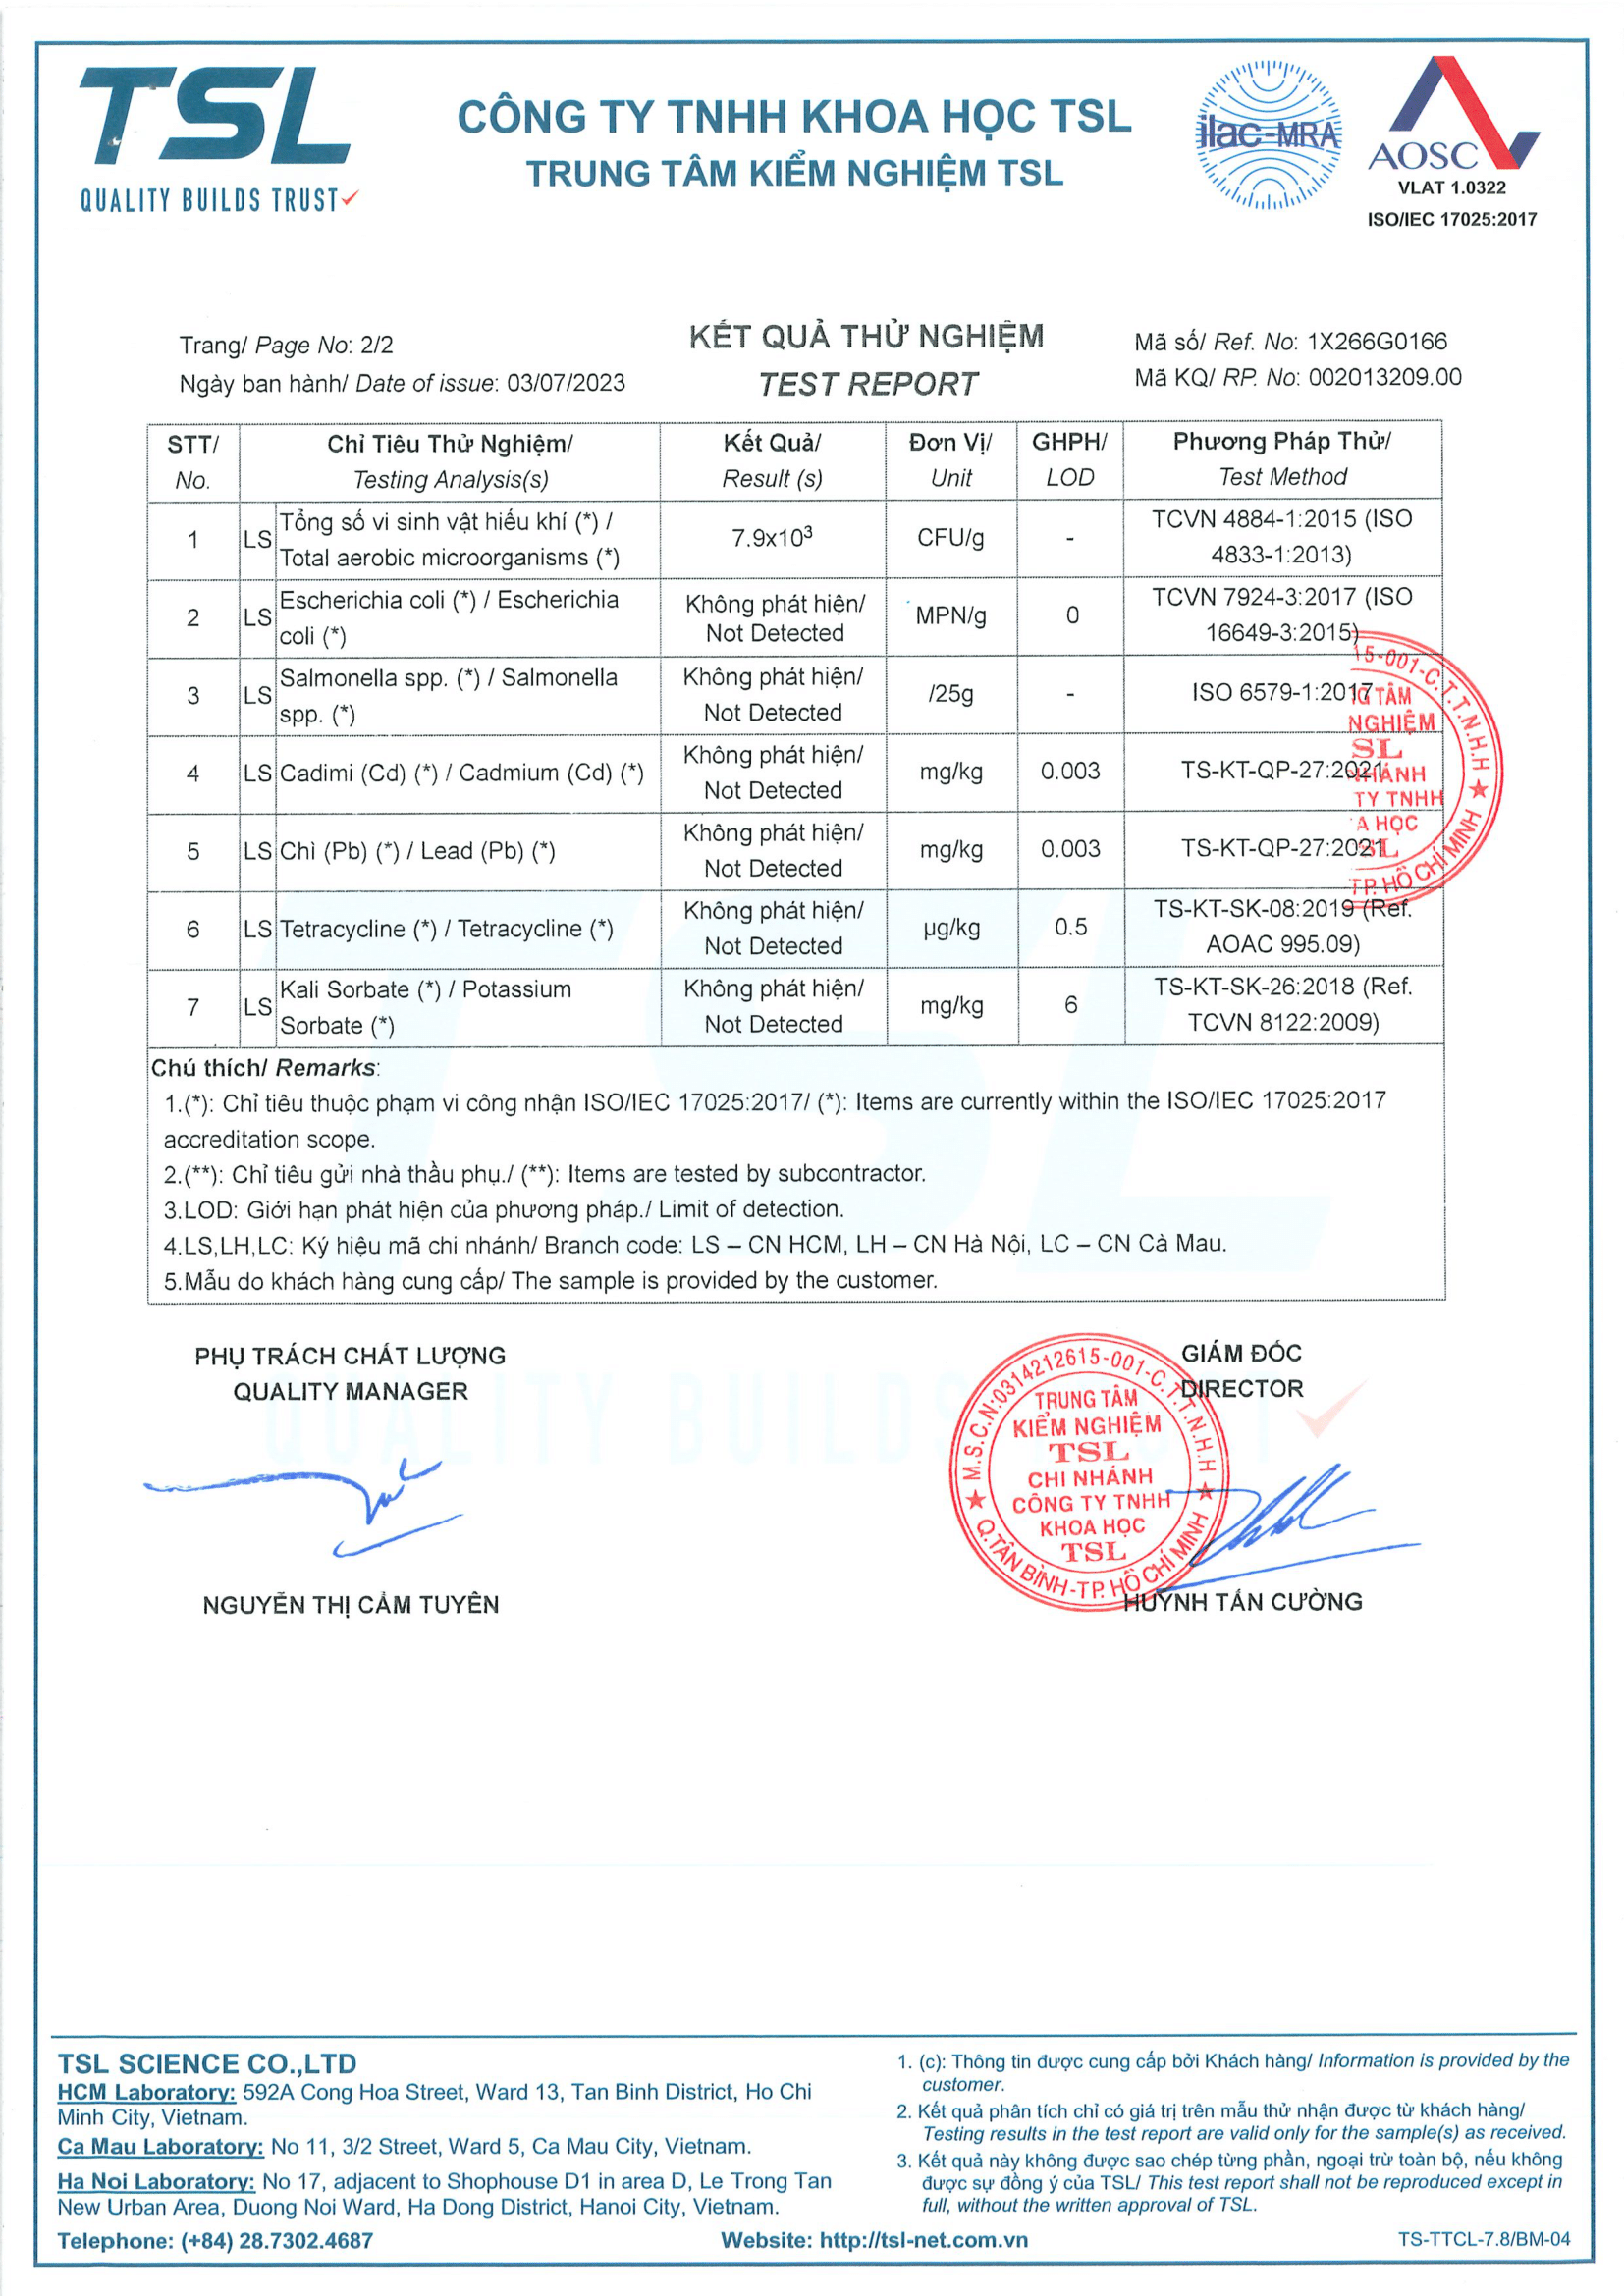 TSL
QUALITY BUILDS TRUST
CÔNG TY TNHH KHOA HỌC TSL
TRUNG TÂM KIỂM NGHIỆM TSL
ilac-MRA
AOSC
VLAT 1.0322
ISO/IEC 17025:2017
Trang/ Page No: 2/2
Ngày ban hành/ Date of issue: 03/07/2023
KẾT QUẢ THỬ NGHIỆM
TEST REPORT
Mã số/ Ref. No: 1X266G0166
Mã KQ/ RP. No: 002013209.00
STT/ No. Chỉ Tiêu Thử Nghiệm/ Testing Analysis(s) Kết Quả/ Result (s) Đơn Vị/ Unit GHPH/ LOD Phương Pháp Thử/ Test Method
1 LS Tổng số vi sinh vật hiếu khí (*) / Total aerobic microorganisms (*) 7.9x10³ CFU/g - TCVN 4884-1:2015 (ISO 4833-1:2013)
2 LS Escherichia coli (*) / Escherichia coli (*) Không phát hiện/ Not Detected MPN/g 0 TCVN 7924-3:2017 (ISO 16649-3:2015)
3 LS Salmonella spp. (*) / Salmonella spp. (*) Không phát hiện/ Not Detected /25g - ISO 6579-1:2017
4 LS Cadimi (Cd) (*) / Cadmium (Cd) (*) Không phát hiện/ Not Detected mg/kg 0.003 TS-KT-QP-27:2021
5 LS Chì (Pb) (*) / Lead (Pb) (*) Không phát hiện/ Not Detected mg/kg 0.003 TS-KT-QP-27:2021
6 LS Tetracycline (*) / Tetracycline (*) Không phát hiện/ Not Detected µg/kg 0.5 TS-KT-SK-08:2019 (Ref. AOAC 995.09)
7 LS Kali Sorbate (*) / Potassium Sorbate (*) Không phát hiện/ Not Detected mg/kg 6 TS-KT-SK-26:2018 (Ref. TCVN 8122:2009)
15-001-C.T.T.N.H.H
G TÂM
NGHIỆM
SL
NHÁNH
TY TNHH
A HỌC
SL
TP. HỒ CHÍ MINH
Chú thích/ Remarks:
1.(*): Chỉ tiêu thuộc phạm vi công nhận ISO/IEC 17025:2017/ (*): Items are currently within the ISO/IEC 17025:2017
accreditation scope.
2.(**): Chỉ tiêu gửi nhà thầu phụ./ (**): Items are tested by subcontractor.
3.LOD: Giới hạn phát hiện của phương pháp./ Limit of detection.
4.LS,LH,LC: Ký hiệu mã chi nhánh/ Branch code: LS – CN HCM, LH – CN Hà Nội, LC – CN Cà Mau.
5.Mẫu do khách hàng cung cấp/ The sample is provided by the customer.
PHỤ TRÁCH CHẤT LƯỢNG
QUALITY MANAGER
NGUYỄN THỊ CẨM TUYÊN
GIÁM ĐỐC
DIRECTOR
M.S.C.N:0314212615-001-C.T.T.N.H.H
TRUNG TÂM
KIỂM NGHIỆM
TSL
CHI NHÁNH
CÔNG TY TNHH
KHOA HỌC
TSL
Q.TÂN BÌNH-TP. HỒ CHÍ MINH
HUỲNH TẤN CƯỜNG
TSL SCIENCE CO.,LTD
HCM Laboratory: 592A Cong Hoa Street, Ward 13, Tan Binh District, Ho Chi
Minh City, Vietnam.
Ca Mau Laboratory: No 11, 3/2 Street, Ward 5, Ca Mau City, Vietnam.
Ha Noi Laboratory: No 17, adjacent to Shophouse D1 in area D, Le Trong Tan
New Urban Area, Duong Noi Ward, Ha Dong District, Hanoi City, Vietnam.
Telephone: (+84) 28.7302.4687
Website: http://tsl-net.com.vn
1. (c): Thông tin được cung cấp bởi Khách hàng/ Information is provided by the
customer.
2. Kết quả phân tích chỉ có giá trị trên mẫu thử nhận được từ khách hàng/
Testing results in the test report are valid only for the sample(s) as received.
3. Kết quả này không được sao chép từng phần, ngoại trừ toàn bộ, nếu không
được sự đồng ý của TSL/ This test report shall not be reproduced except in
full, without the written approval of TSL.
TS-TTCL-7.8/BM-04